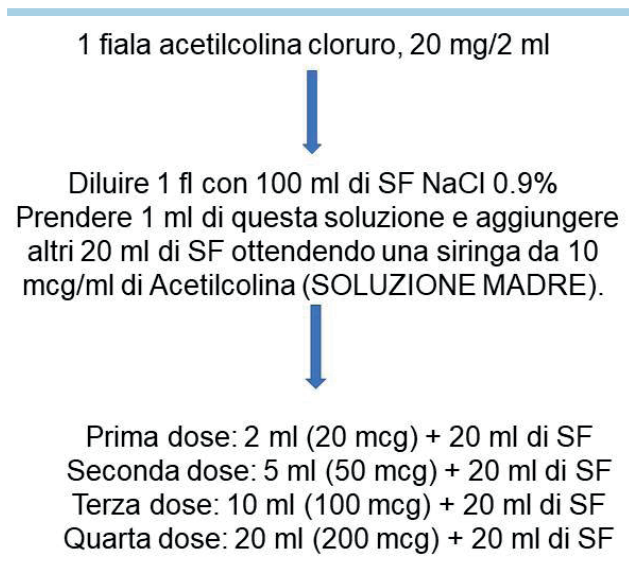 1 fiala acetilcolina cloruro, 20 mg/2 ml
Diluire 1 fl con 100 ml di SF NaCl 0.9%
Prendere 1 ml di questa soluzione e aggiungere
altri 20 ml di SF ottendendo una siringa da 10
mcg/ml di Acetilcolina (SOLUZIONE MADRE).
Prima dose: 2 ml (20 mcg) + 20 ml di SF
Seconda dose: 5 ml (50 mcg) + 20 ml di SF
Terza dose: 10 ml (100 mcg) + 20 ml di SF
Quarta dose: 20 ml (200 mcg) + 20 ml di SF